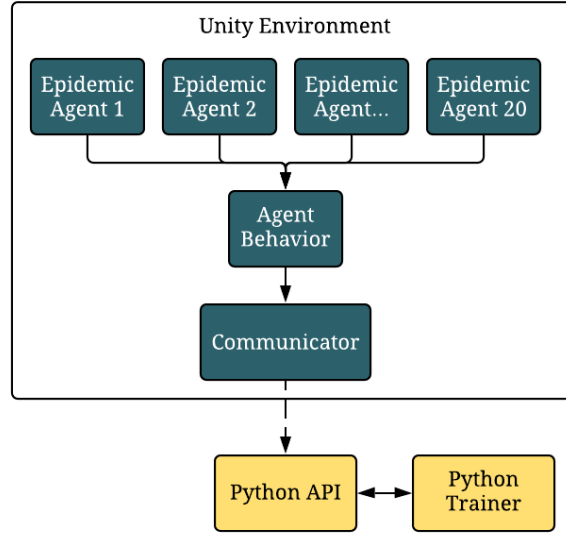 Unity Environment
Epidemic
Agent 1
Epidemic
Agent 2
Epidemic
Agent...
Epidemic
Agent 20
Agent
Behavior
Communicator
Python API
Python
Trainer